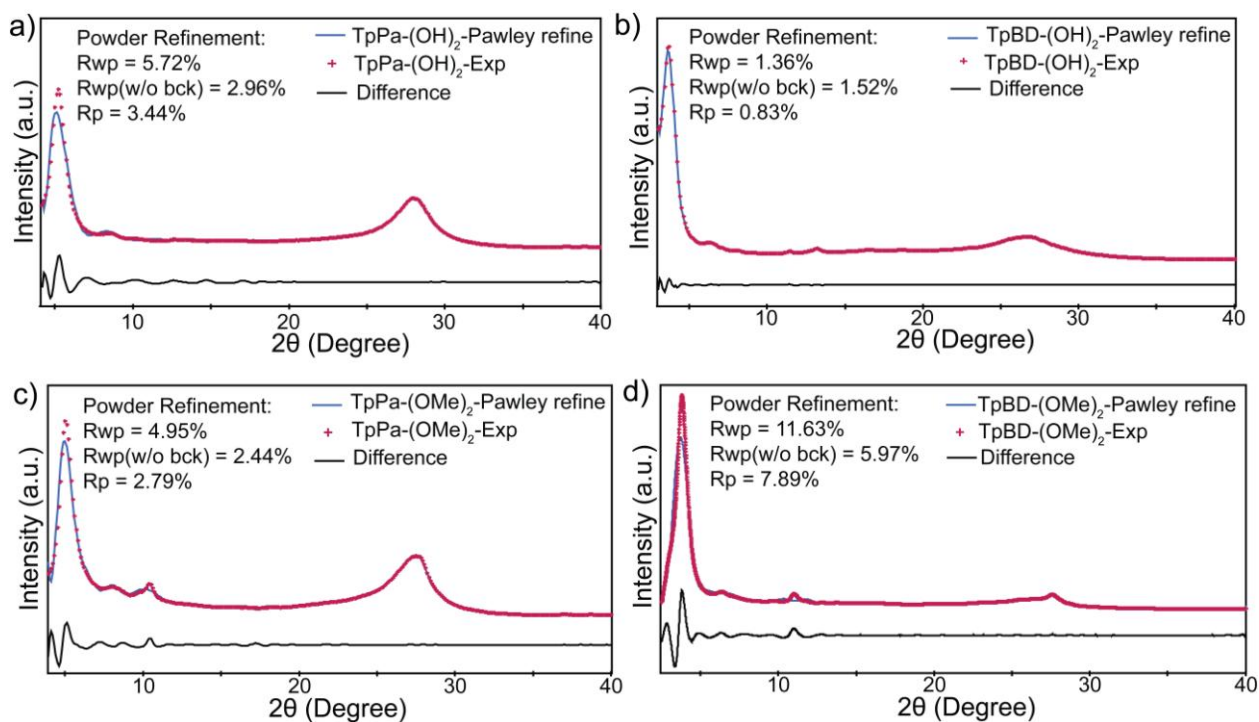 a)
Powder Refinement:
Rwp = 5.72%
Rwp(w/o bck) = 2.96%
Rp = 3.44%
TpPa-(OH)₂-Pawley refine
TpPa-(OH)₂-Exp
Difference
Intensity (a.u.)
10 20 30 40
2θ (Degree)
b)
Powder Refinement:
Rwp = 1.36%
Rwp(w/o bck) = 1.52%
Rp = 0.83%
TpBD-(OH)₂-Pawley refine
TpBD-(OH)₂-Exp
Difference
Intensity (a.u.)
10 20 30 40
2θ (Degree)
c)
Powder Refinement:
Rwp = 4.95%
Rwp(w/o bck) = 2.44%
Rp = 2.79%
TpPa-(OMe)₂-Pawley refine
TpPa-(OMe)₂-Exp
Difference
Intensity (a.u.)
10 20 30 40
2θ (Degree)
d)
Powder Refinement:
Rwp = 11.63%
Rwp(w/o bck) = 5.97%
Rp = 7.89%
TpBD-(OMe)₂-Pawley refine
TpBD-(OMe)₂-Exp
Difference
Intensity (a.u.)
10 20 30 40
2θ (Degree)